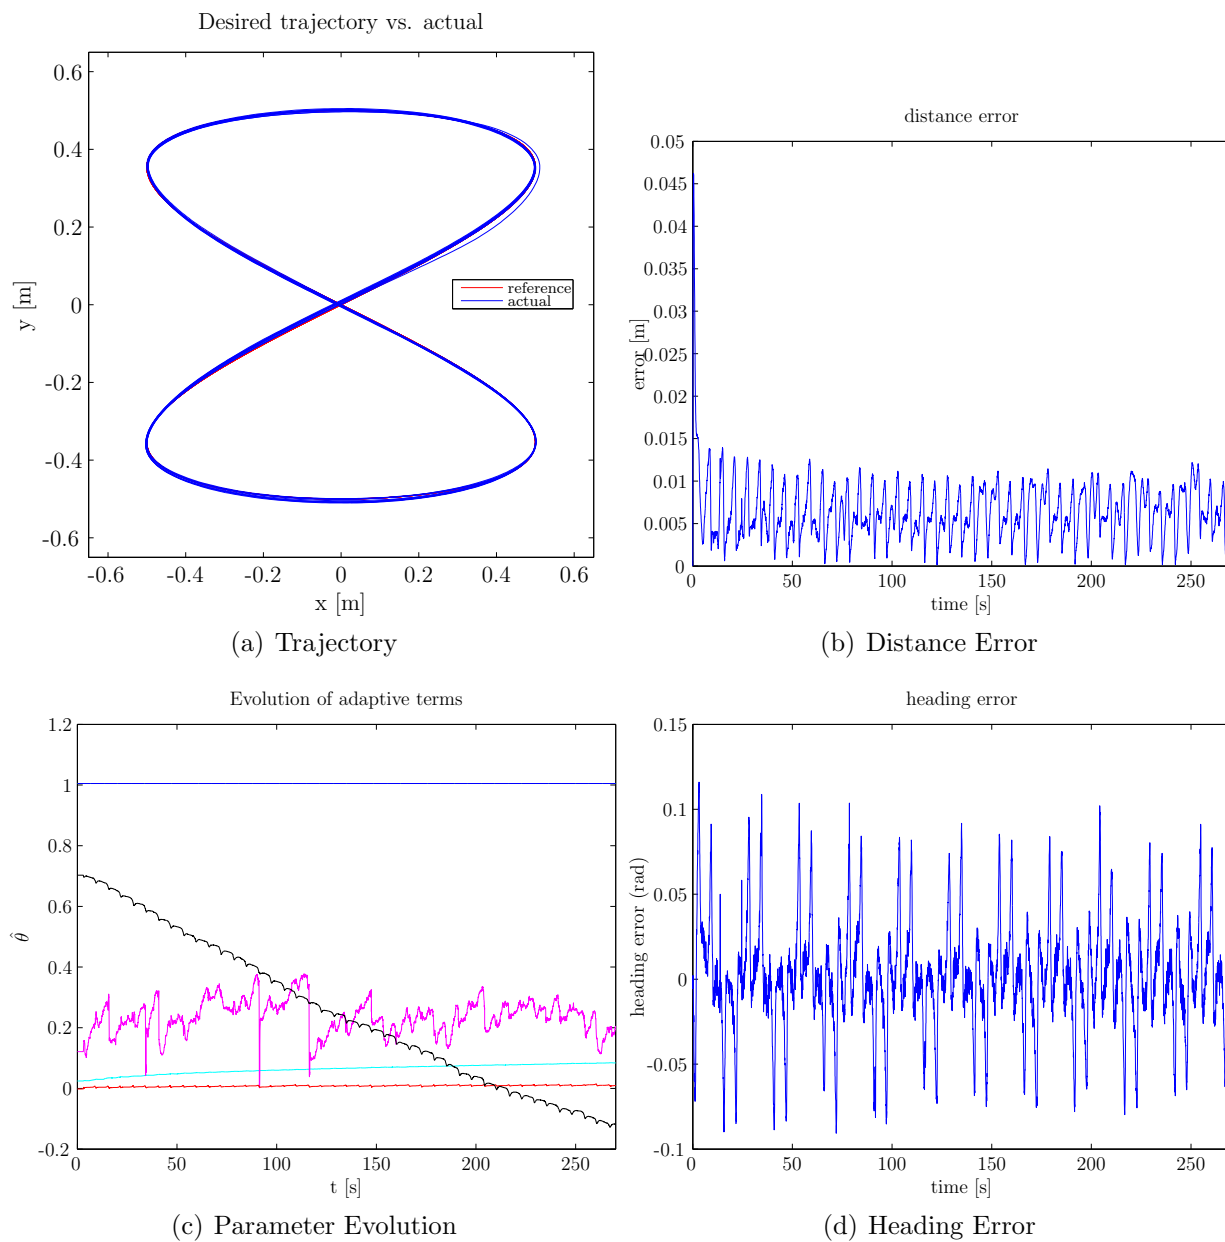 Desired trajectory vs. actual
0.6
0.4
0.2
0
-0.2
-0.4
-0.6
y [m]
-0.6 -0.4 -0.2 0 0.2 0.4 0.6
x [m]
reference
actual
(a) Trajectory
distance error
0.05
0.045
0.04
0.035
0.03
0.025
0.02
0.015
0.01
0.005
0
error [m]
0 50 100 150 200 250
time [s]
(b) Distance Error
Evolution of adaptive terms
1.2
1
0.8
0.6
0.4
0.2
0
-0.2
θ̂
0 50 100 150 200 250
t [s]
(c) Parameter Evolution
heading error
0.15
0.1
0.05
0
-0.05
-0.1
heading error (rad)
0 50 100 150 200 250
time [s]
(d) Heading Error